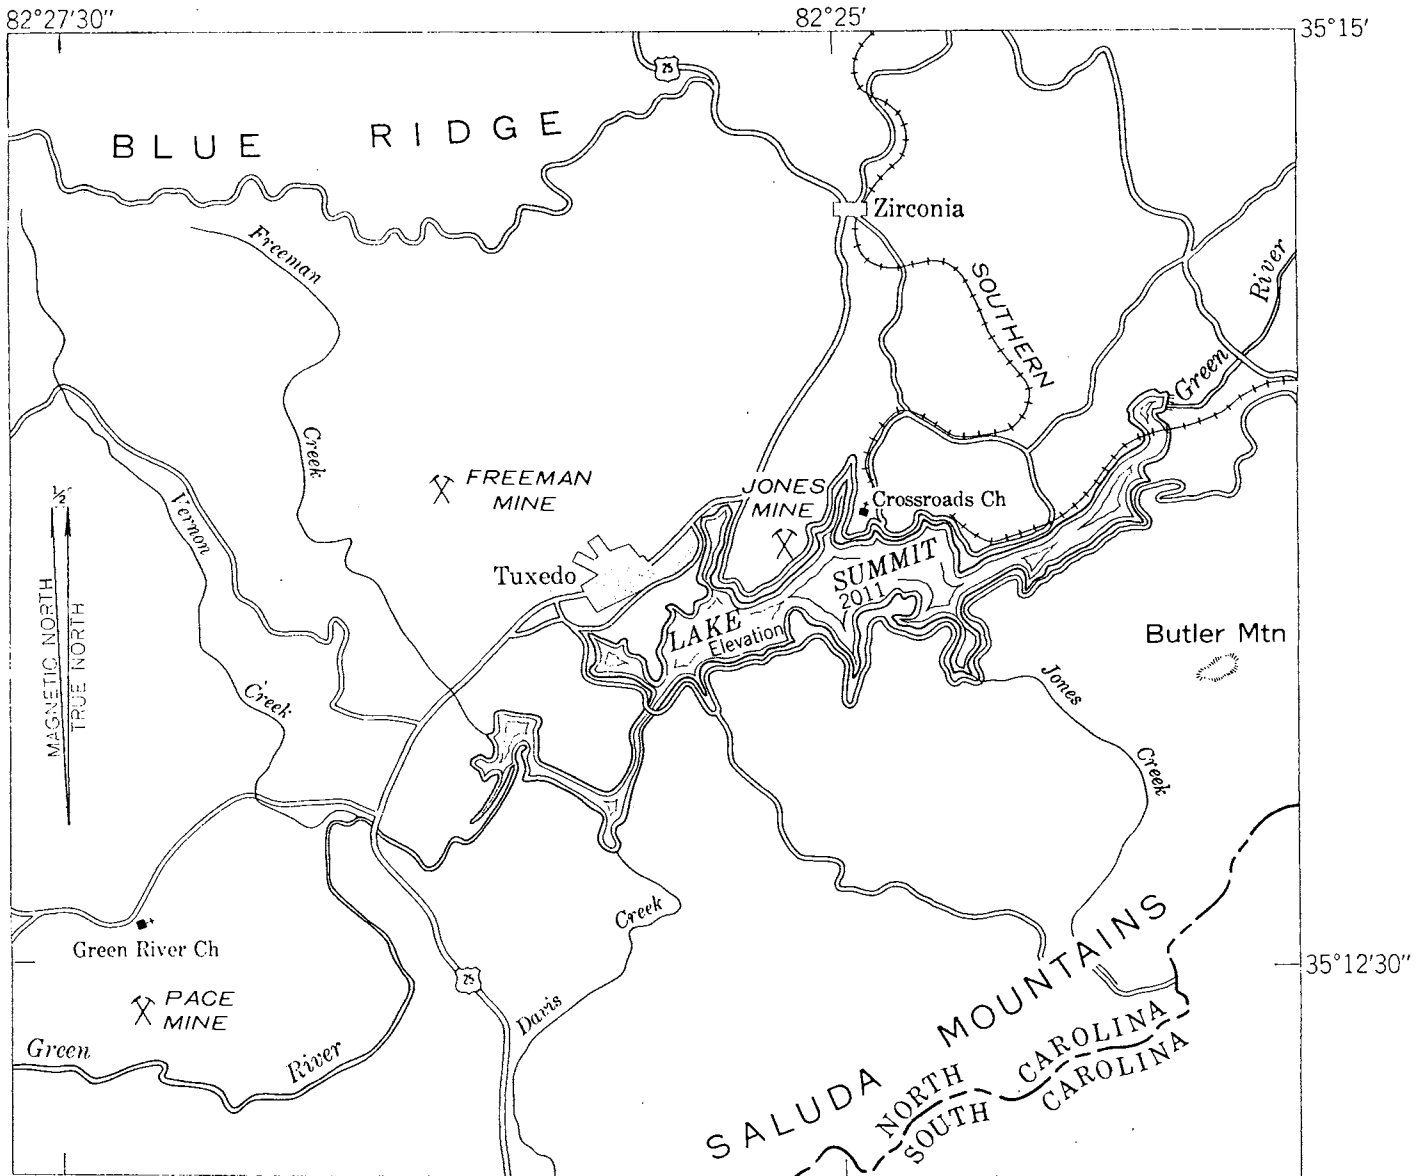 82°27'30"
82°25'
35°15'
25
BLUE RIDGE
Zirconia
Freeman
River
SOUTHERN
Green
Creek
FREEMAN
MINE
JONES
MINE
Crossroads Ch
Vernon
½°
Tuxedo
SUMMIT
2011
LAKE
Elevation
MAGNETIC NORTH
TRUE NORTH
Butler Mtn
Creek
Jones
Creek
Creek
Green River Ch
35°12'30"
25
PACE
MINE
Davis
Green
River
SALUDA MOUNTAINS
NORTH CAROLINA
SOUTH CAROLINA